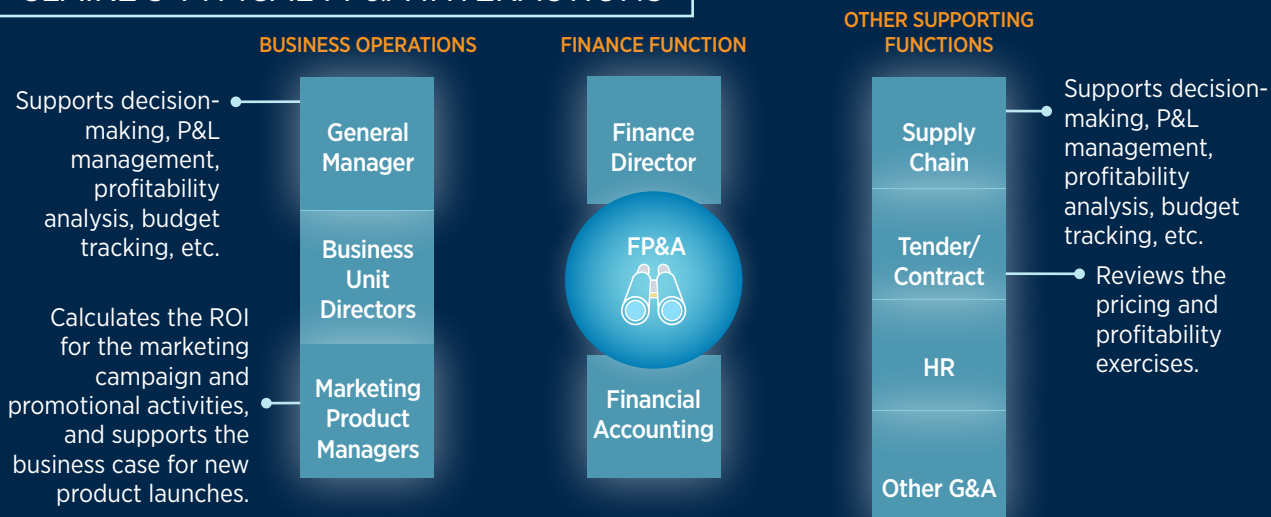 BUSINESS OPERATIONS
Supports decision-
making, P&L
management,
profitability
analysis, budget
tracking, etc.
Calculates the ROI
for the marketing
campaign and
promotional activities,
and supports the
business case for new
product launches.
General
Manager
Business
Unit
Directors
Marketing
Product
Managers
FINANCE FUNCTION
Finance
Director
FP&A
Financial
Accounting
OTHER SUPPORTING
FUNCTIONS
Supply
Chain
Tender/
Contract
HR
Other G&A
Supports decision-
making, P&L
management,
profitability
analysis, budget
tracking, etc.
Reviews the
pricing and
profitability
exercises.